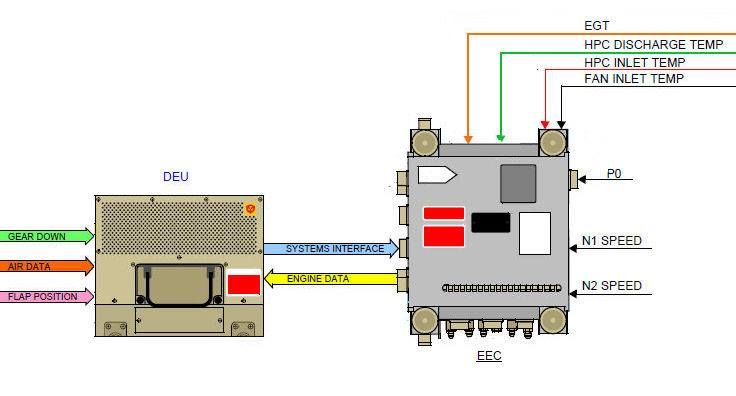 EGT
HPC DISCHARGE TEMP
HPC INLET TEMP
FAN INLET TEMP
DEU
P0
GEAR DOWN
SYSTEMS INTERFACE
N1 SPEED
AIR DATA
ENGINE DATA
FLAP POSITION
N2 SPEED
EEC